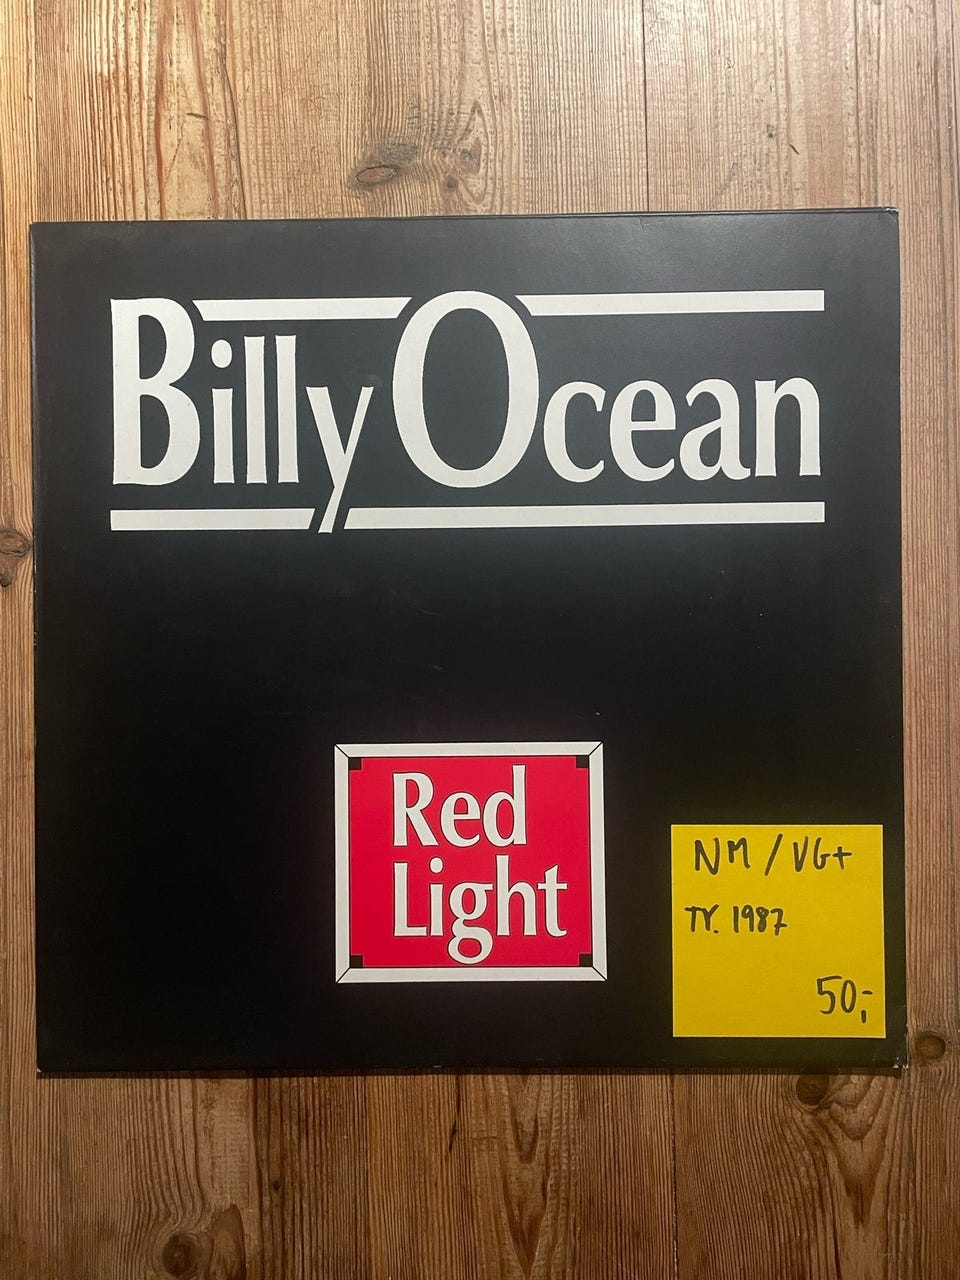 Billy Ocean
Red
Light
NM / VG+
TY. 1987
50,-